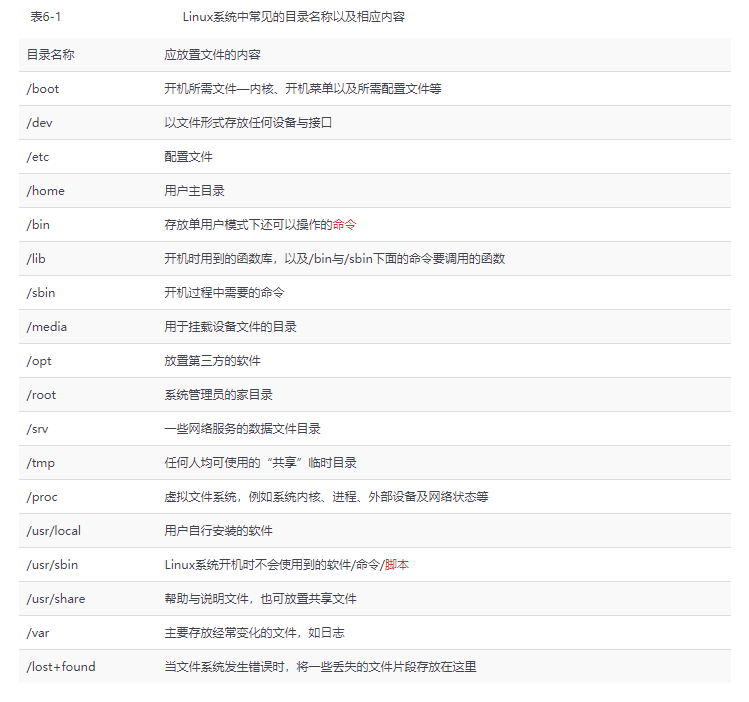 表6-1 Linux系统中常见的目录名称以及相应内容
目录名称 应放置文件的内容
/boot 开机所需文件—内核、开机菜单以及所需配置文件等
/dev 以文件形式存放任何设备与接口
/etc 配置文件
/home 用户主目录
/bin 存放单用户模式下还可以操作的命令
/lib 开机时用到的函数库，以及/bin与/sbin下面的命令要调用的函数
/sbin 开机过程中需要的命令
/media 用于挂载设备文件的目录
/opt 放置第三方的软件
/root 系统管理员的家目录
/srv 一些网络服务的数据文件目录
/tmp 任何人均可使用的“共享”临时目录
/proc 虚拟文件系统，例如系统内核、进程、外部设备及网络状态等
/usr/local 用户自行安装的软件
/usr/sbin Linux系统开机时不会使用到的软件/命令/脚本
/usr/share 帮助与说明文件，也可放置共享文件
/var 主要存放经常变化的文件，如日志
/lost+found 当文件系统发生错误时，将一些丢失的文件片段存放在这里